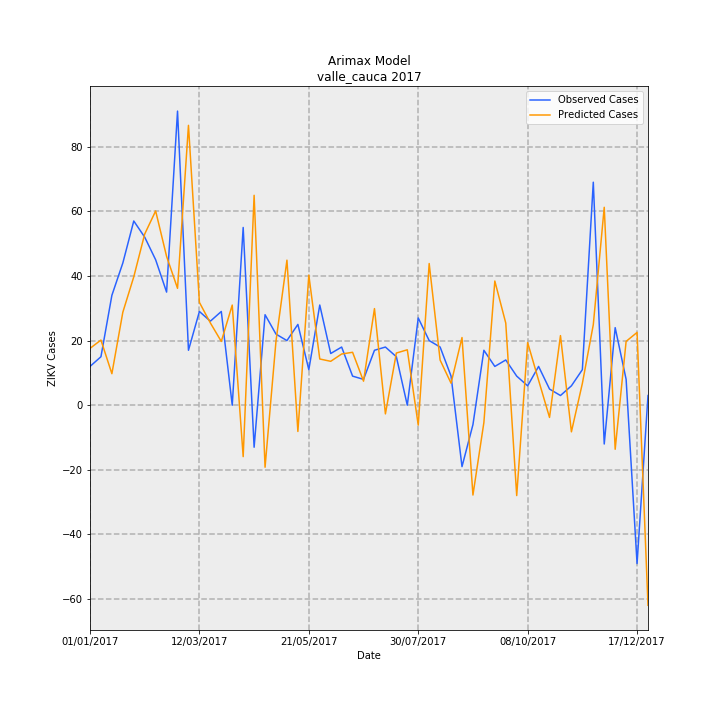 Arimax Model
valle_cauca 2017
Observed Cases
Predicted Cases
ZIKV Cases
80
60
40
20
0
−20
−40
−60
01/01/2017
12/03/2017
21/05/2017
30/07/2017
08/10/2017
17/12/2017
Date